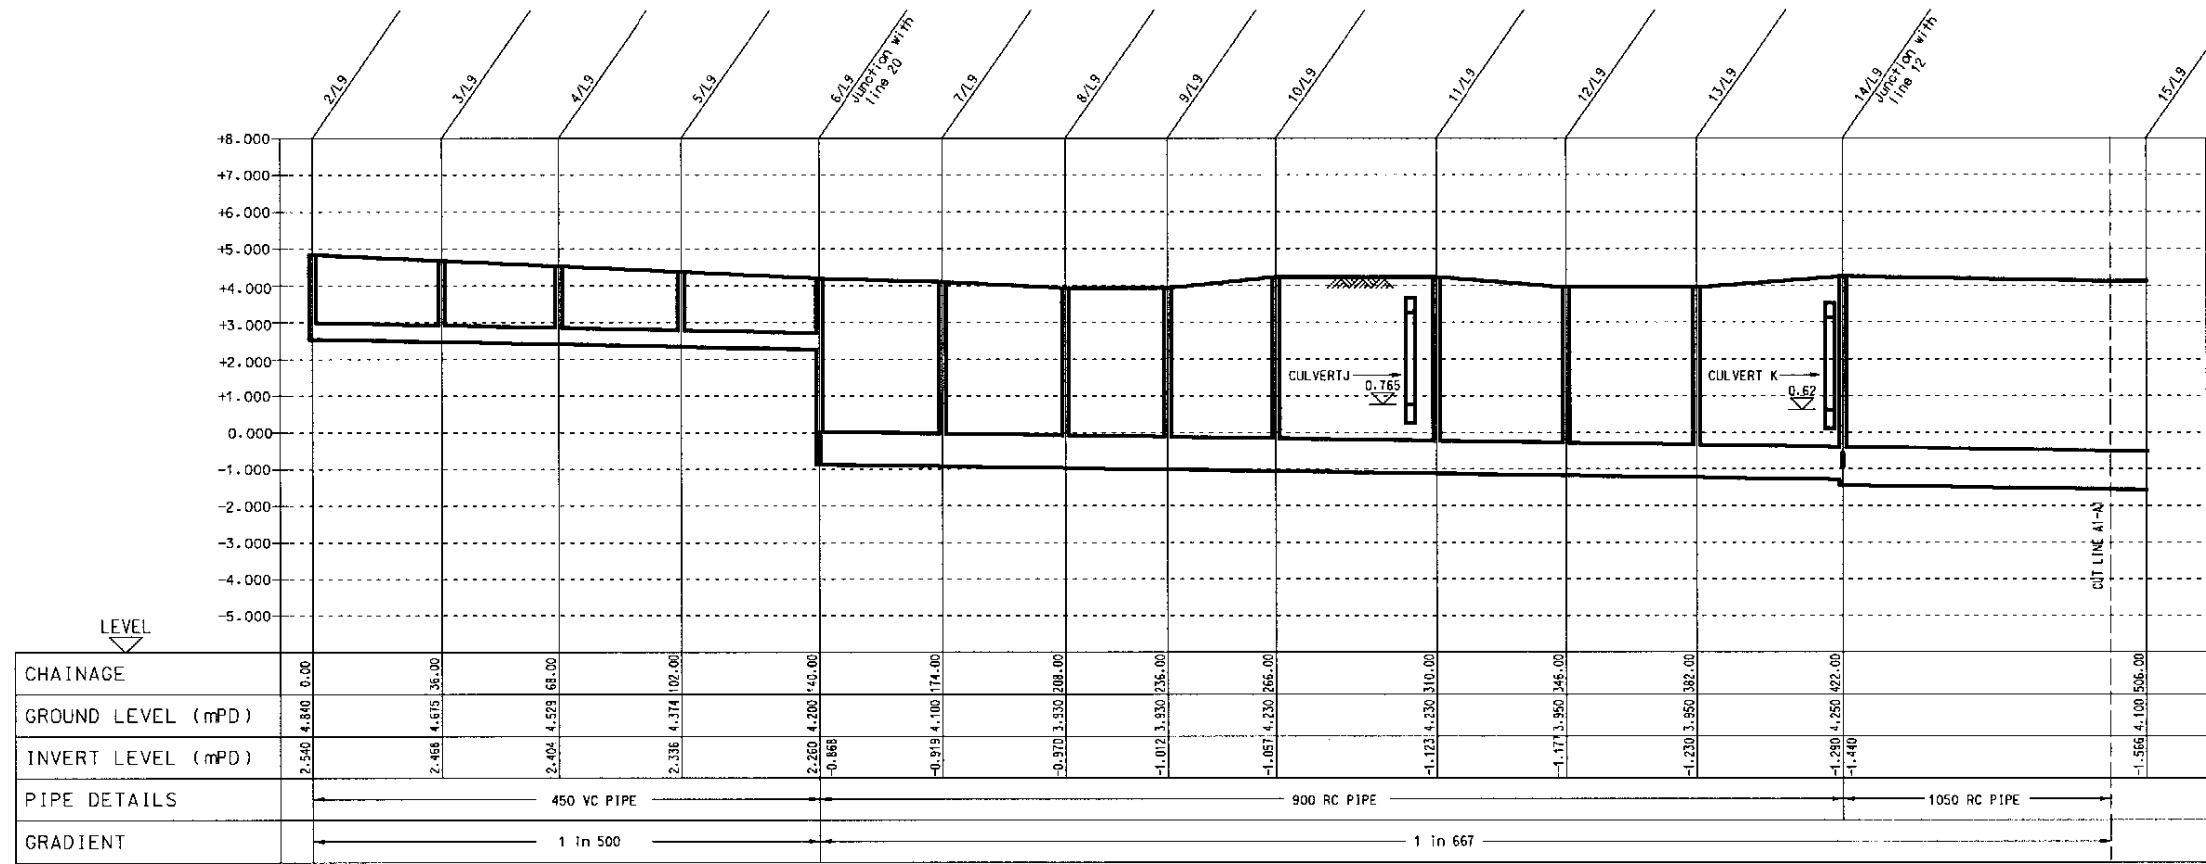 2/L9
3/L9
4/L9
5/L9
6/L9
Junction with
line 20
7/L9
8/L9
9/L9
10/L9
11/L9
12/L9
13/L9
14/L9
Junction with
line 12
15/L9
+8.000
+7.000
+6.000
+5.000
+4.000
+3.000
+2.000
+1.000
0.000
-1.000
-2.000
-3.000
-4.000
-5.000
CULVERTJ
0.765
CULVERT K
0.62
CUT LINE A1-A1
LEVEL
CHAINAGE
0.00
36.00
68.00
102.00
140.00
174.00
208.00
236.00
266.00
310.00
346.00
382.00
422.00
506.00
GROUND LEVEL (mPD)
4.840
4.675
4.529
4.374
4.200
4.100
3.930
3.930
4.230
4.230
3.950
3.950
4.250
4.100
INVERT LEVEL (mPD)
2.540
2.468
2.404
2.336
2.260
-0.868
-0.919
-0.970
-1.012
-1.057
-1.123
-1.177
-1.230
-1.290
-1.440
-1.566
PIPE DETAILS
450 VC PIPE
900 RC PIPE
1050 RC PIPE
GRADIENT
1 in 500
1 in 667